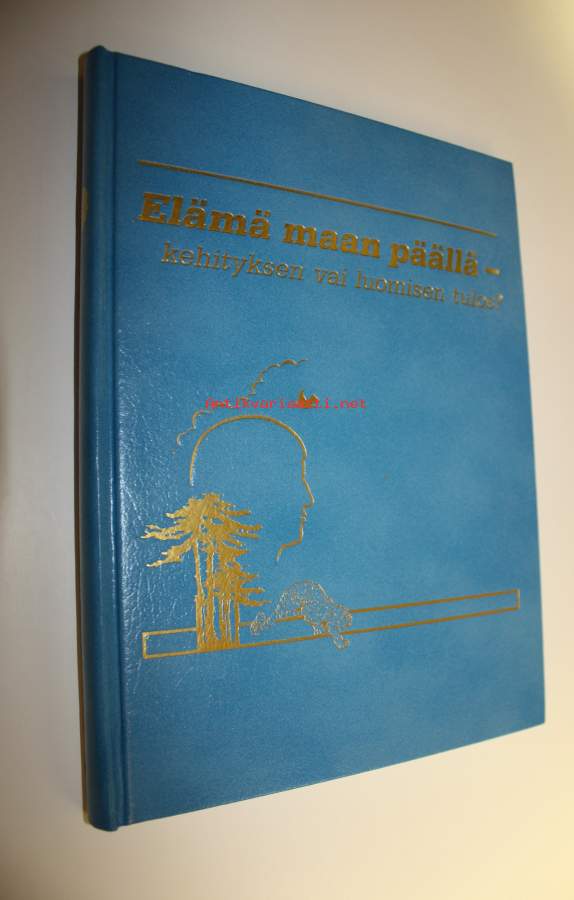 Elämä maan päällä –
kehityksen vai luomisen tulos?
Antikvariaatti.net